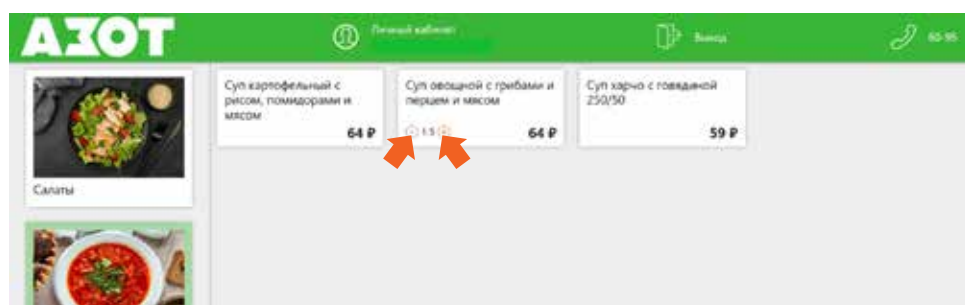 АЗОТ
Личный кабинет
Выход
60-95
Суп картофельный с
рисом, помидорами и
мясом
64 ₽
Суп овощной с грибами и
перцем и мясом
1.5
64 ₽
Суп харчо с говядиной
250/50
59 ₽
Салаты